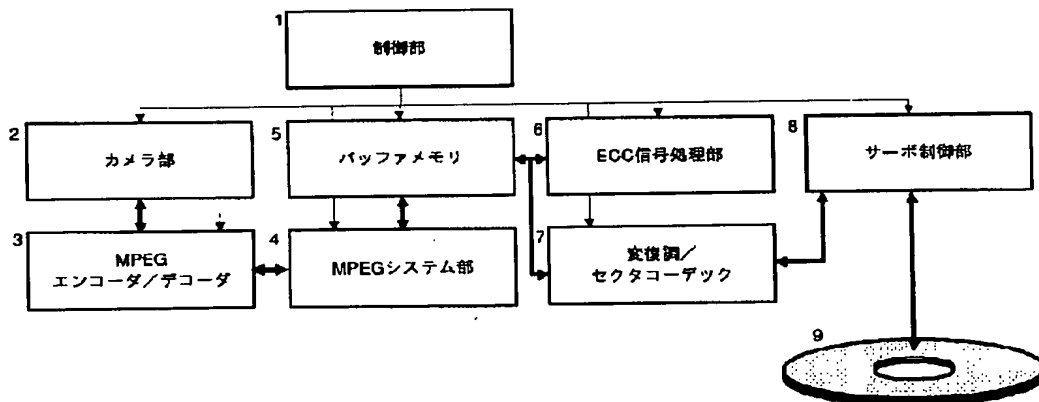 1
制御部
2
カメラ部
5
バッファメモリ
6
ECC信号処理部
8
サーボ制御部
3
MPEG
エンコーダ/デコーダ
4
MPEGシステム部
7
変復調/
セクタコーデック
9